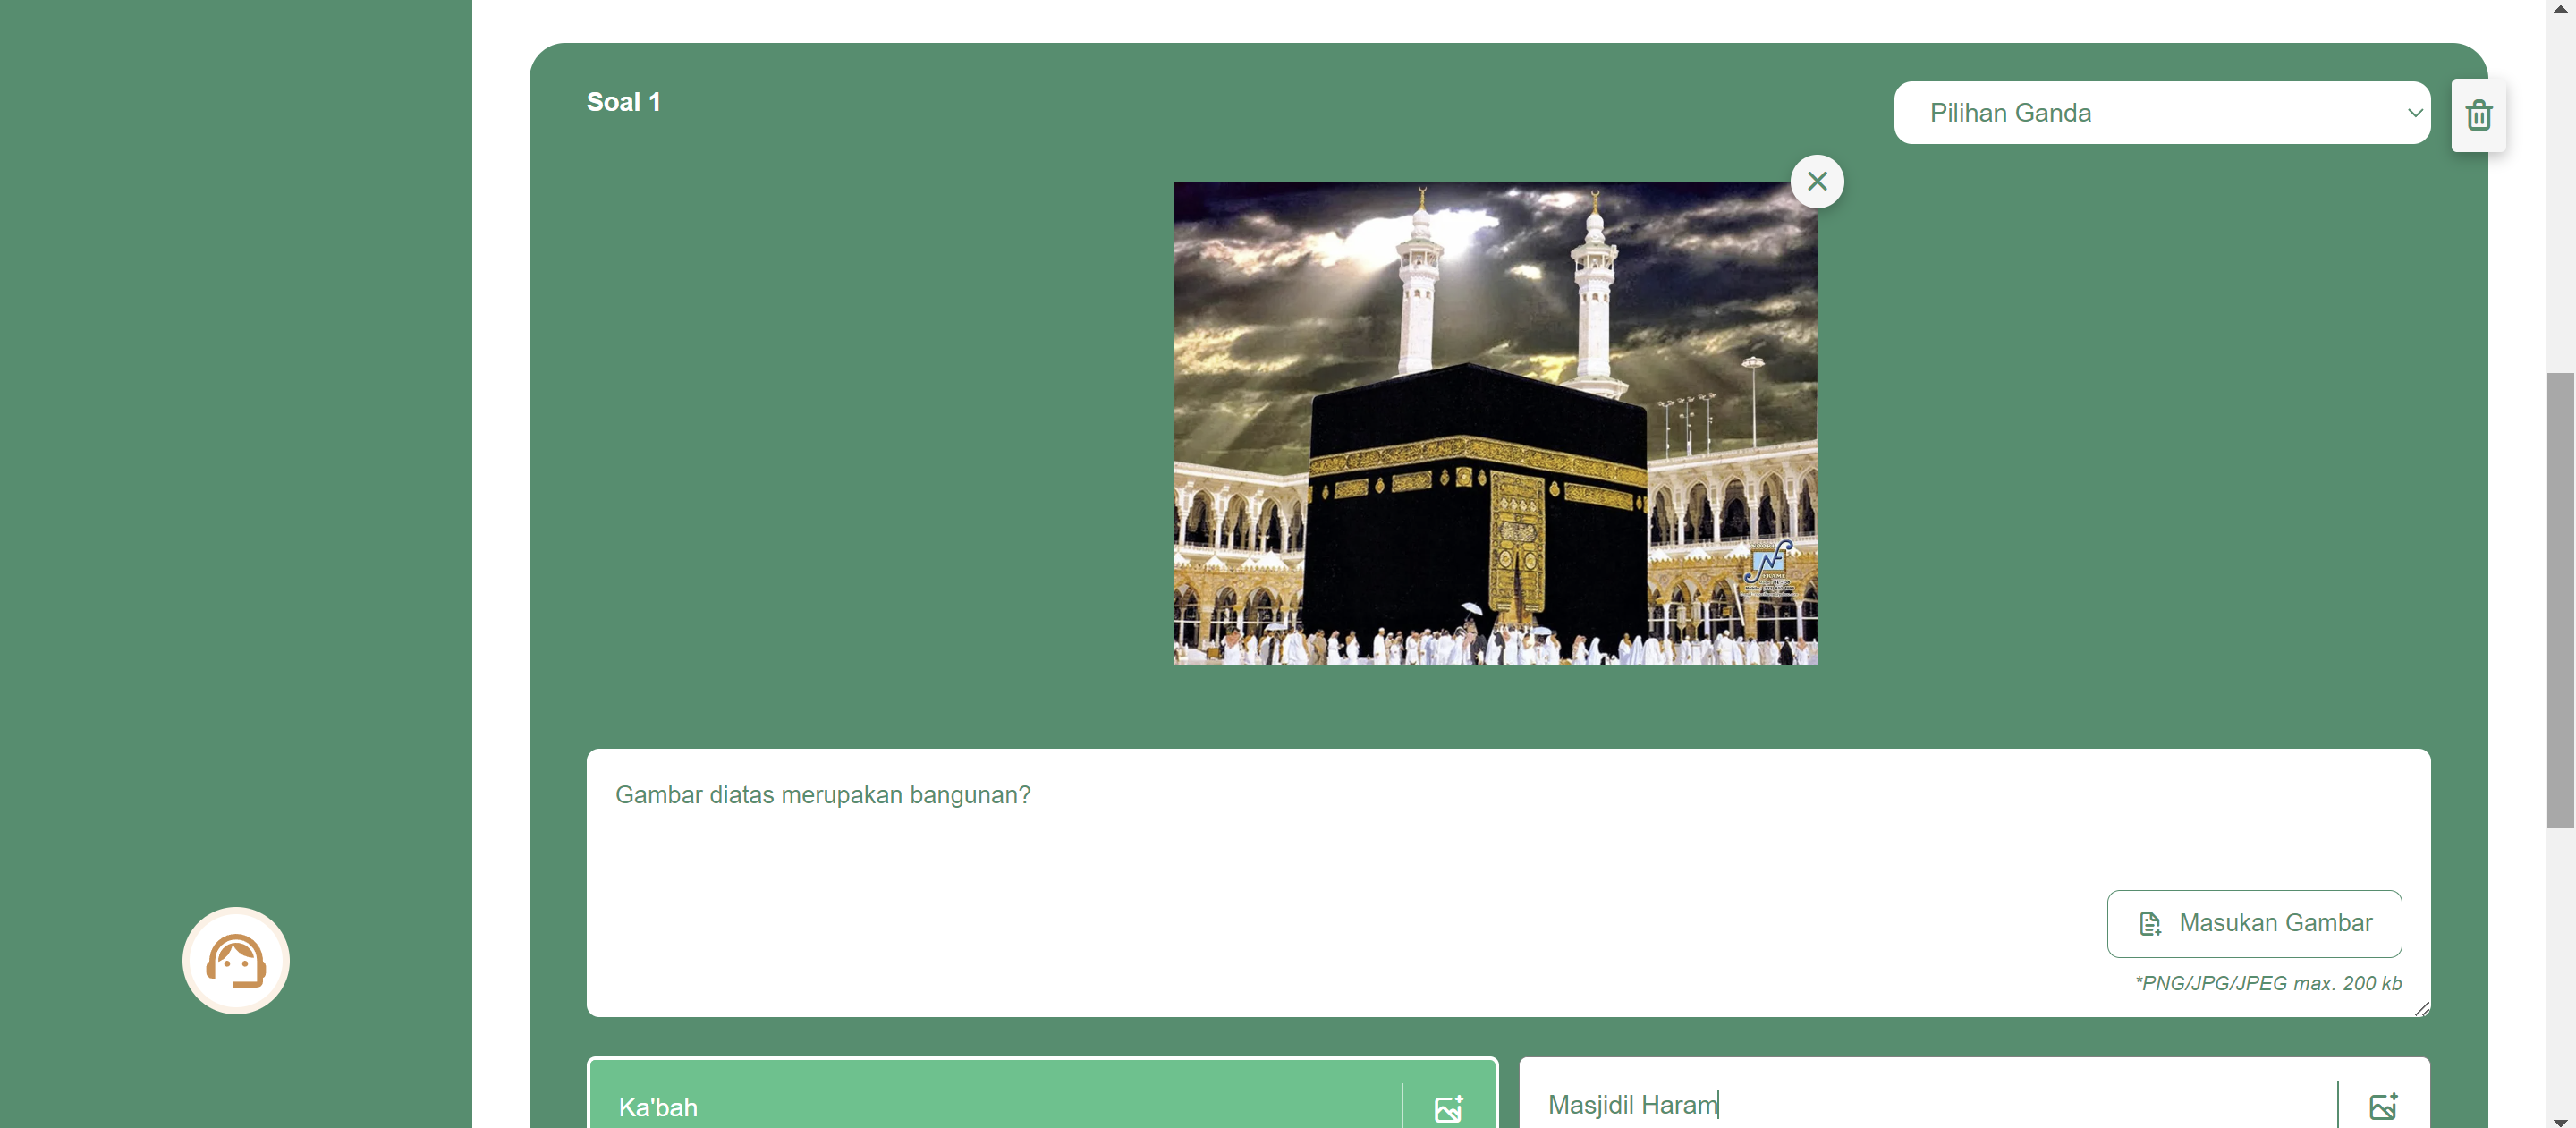 Soal 1
Pilihan Ganda
Gambar diatas merupakan bangunan?
Masukan Gambar
*PNG/JPG/JPEG max. 200 kb
Ka'bah
Masjidil Haram